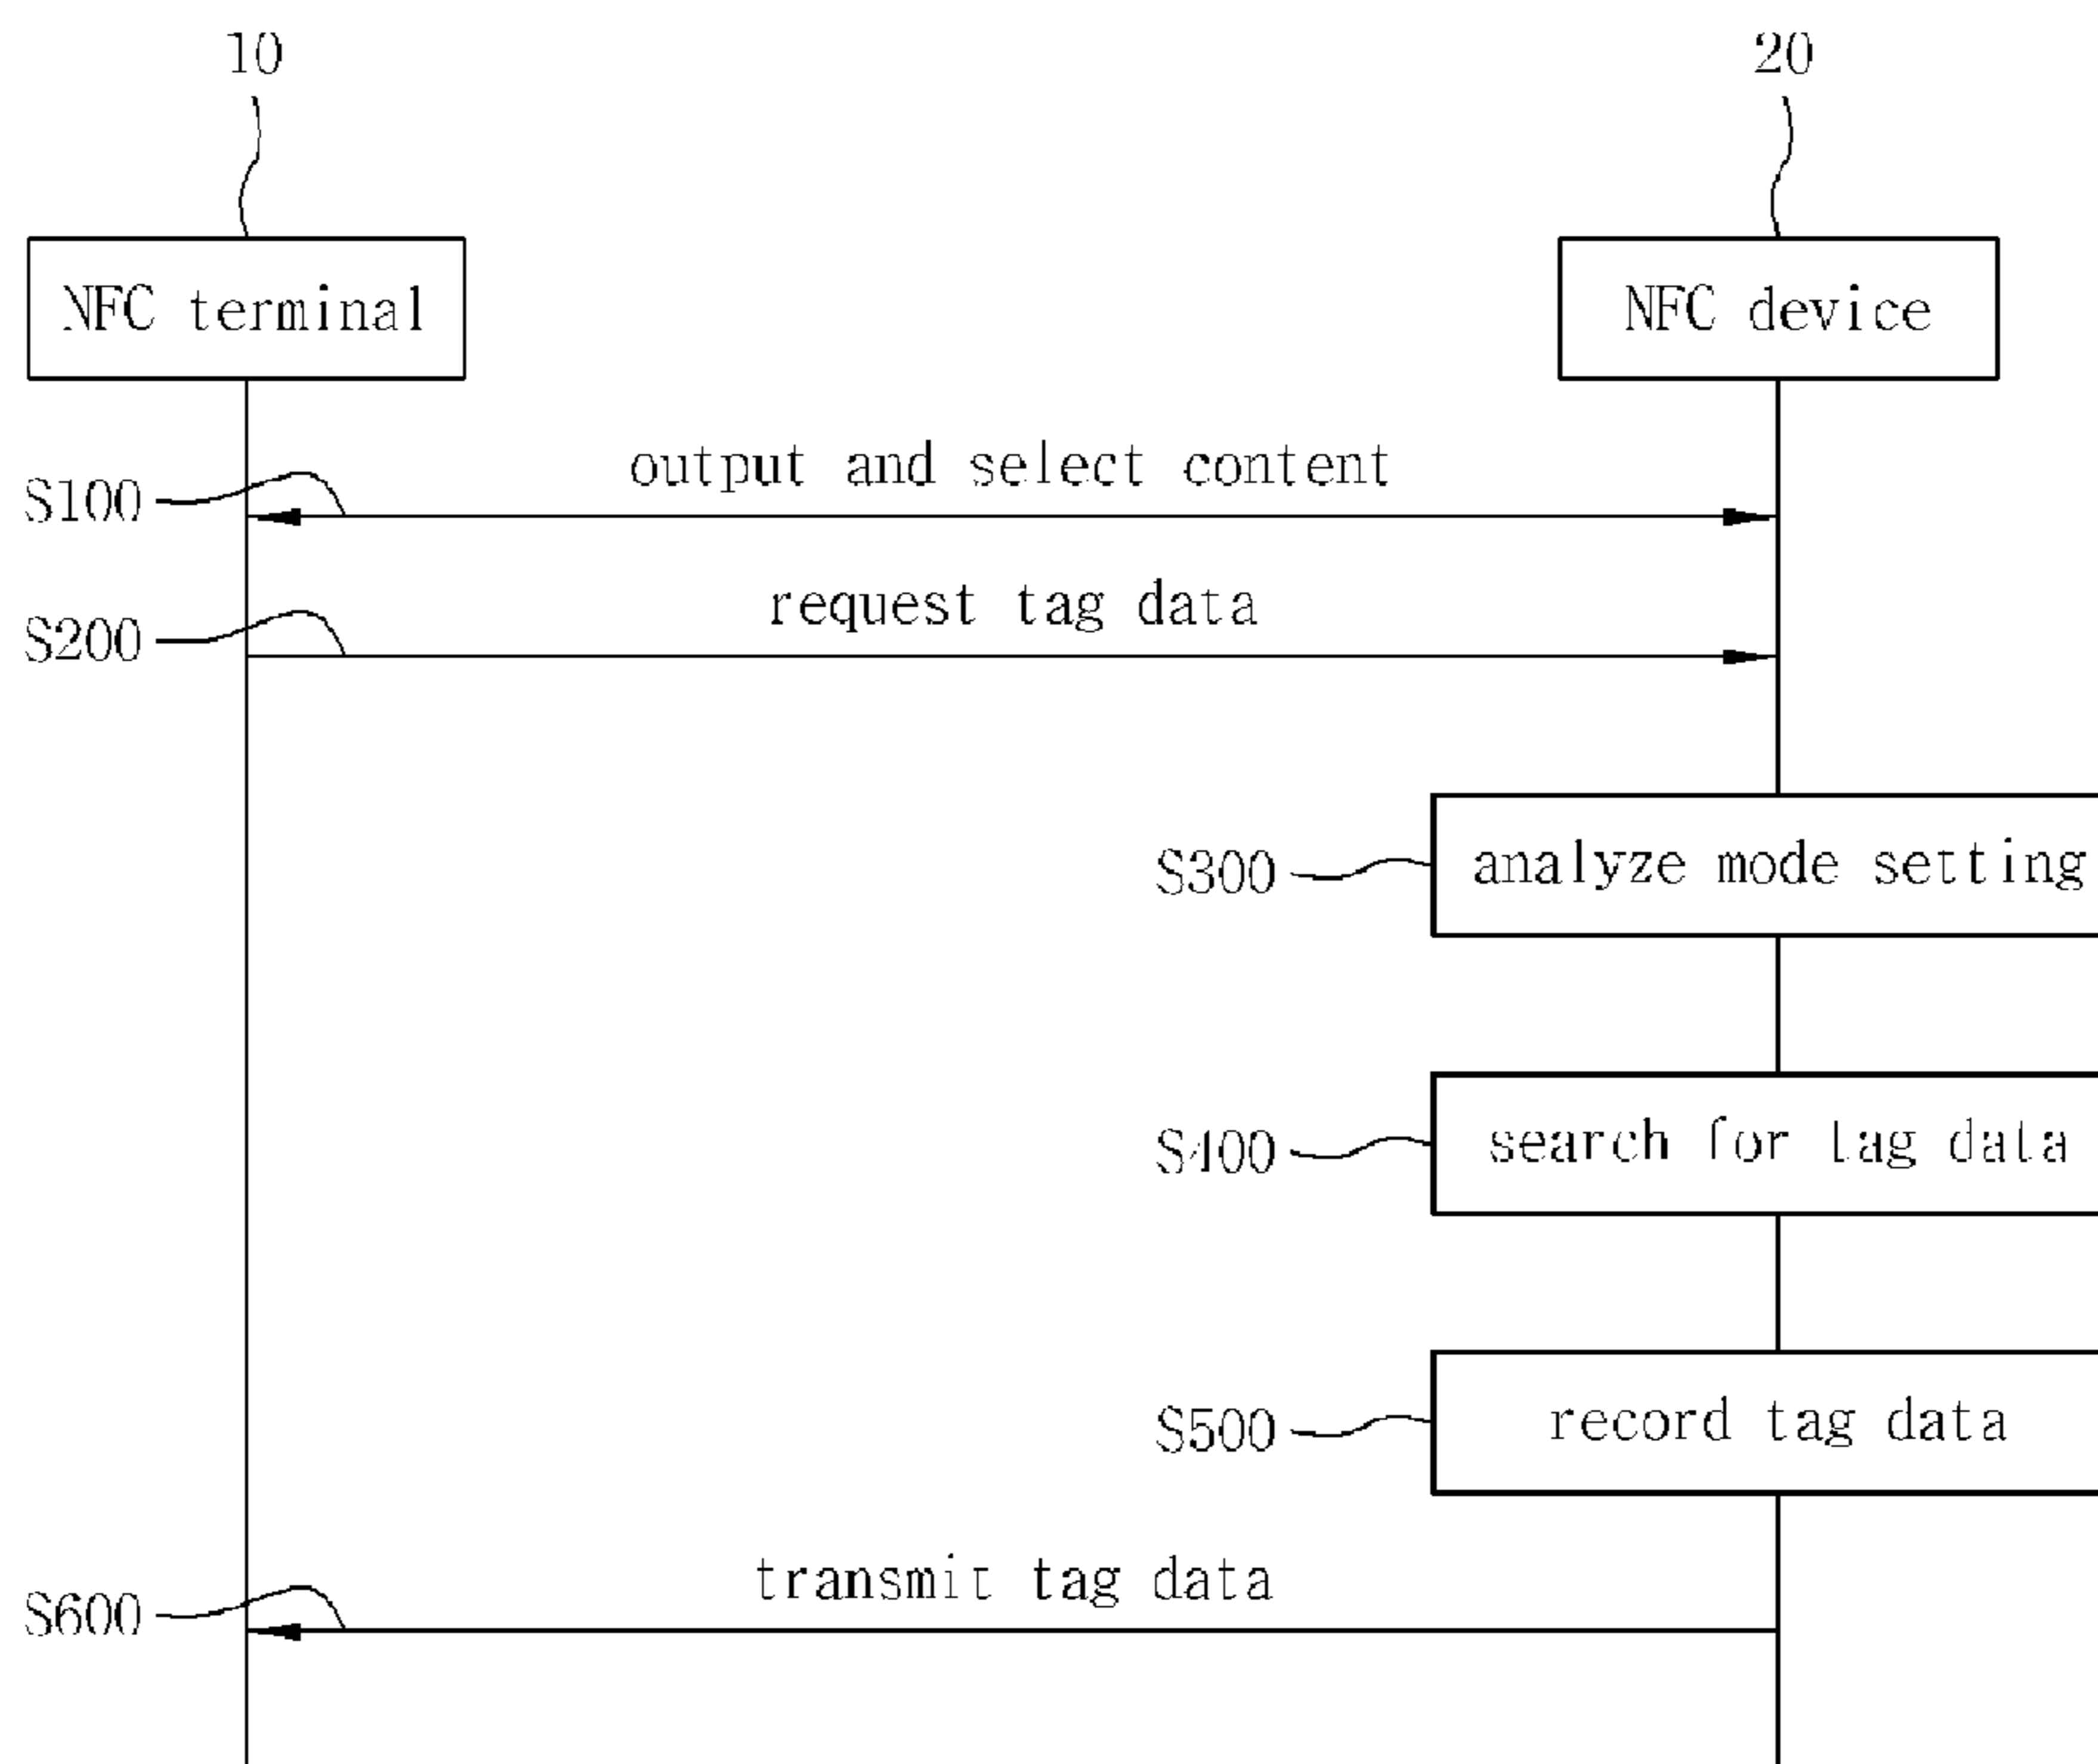 10
20
NFC terminal
NFC device
output and select content
S100
request tag data
S200
S300
analyze mode setting
S400
search for tag data
S500
record tag data
transmit tag data
S600